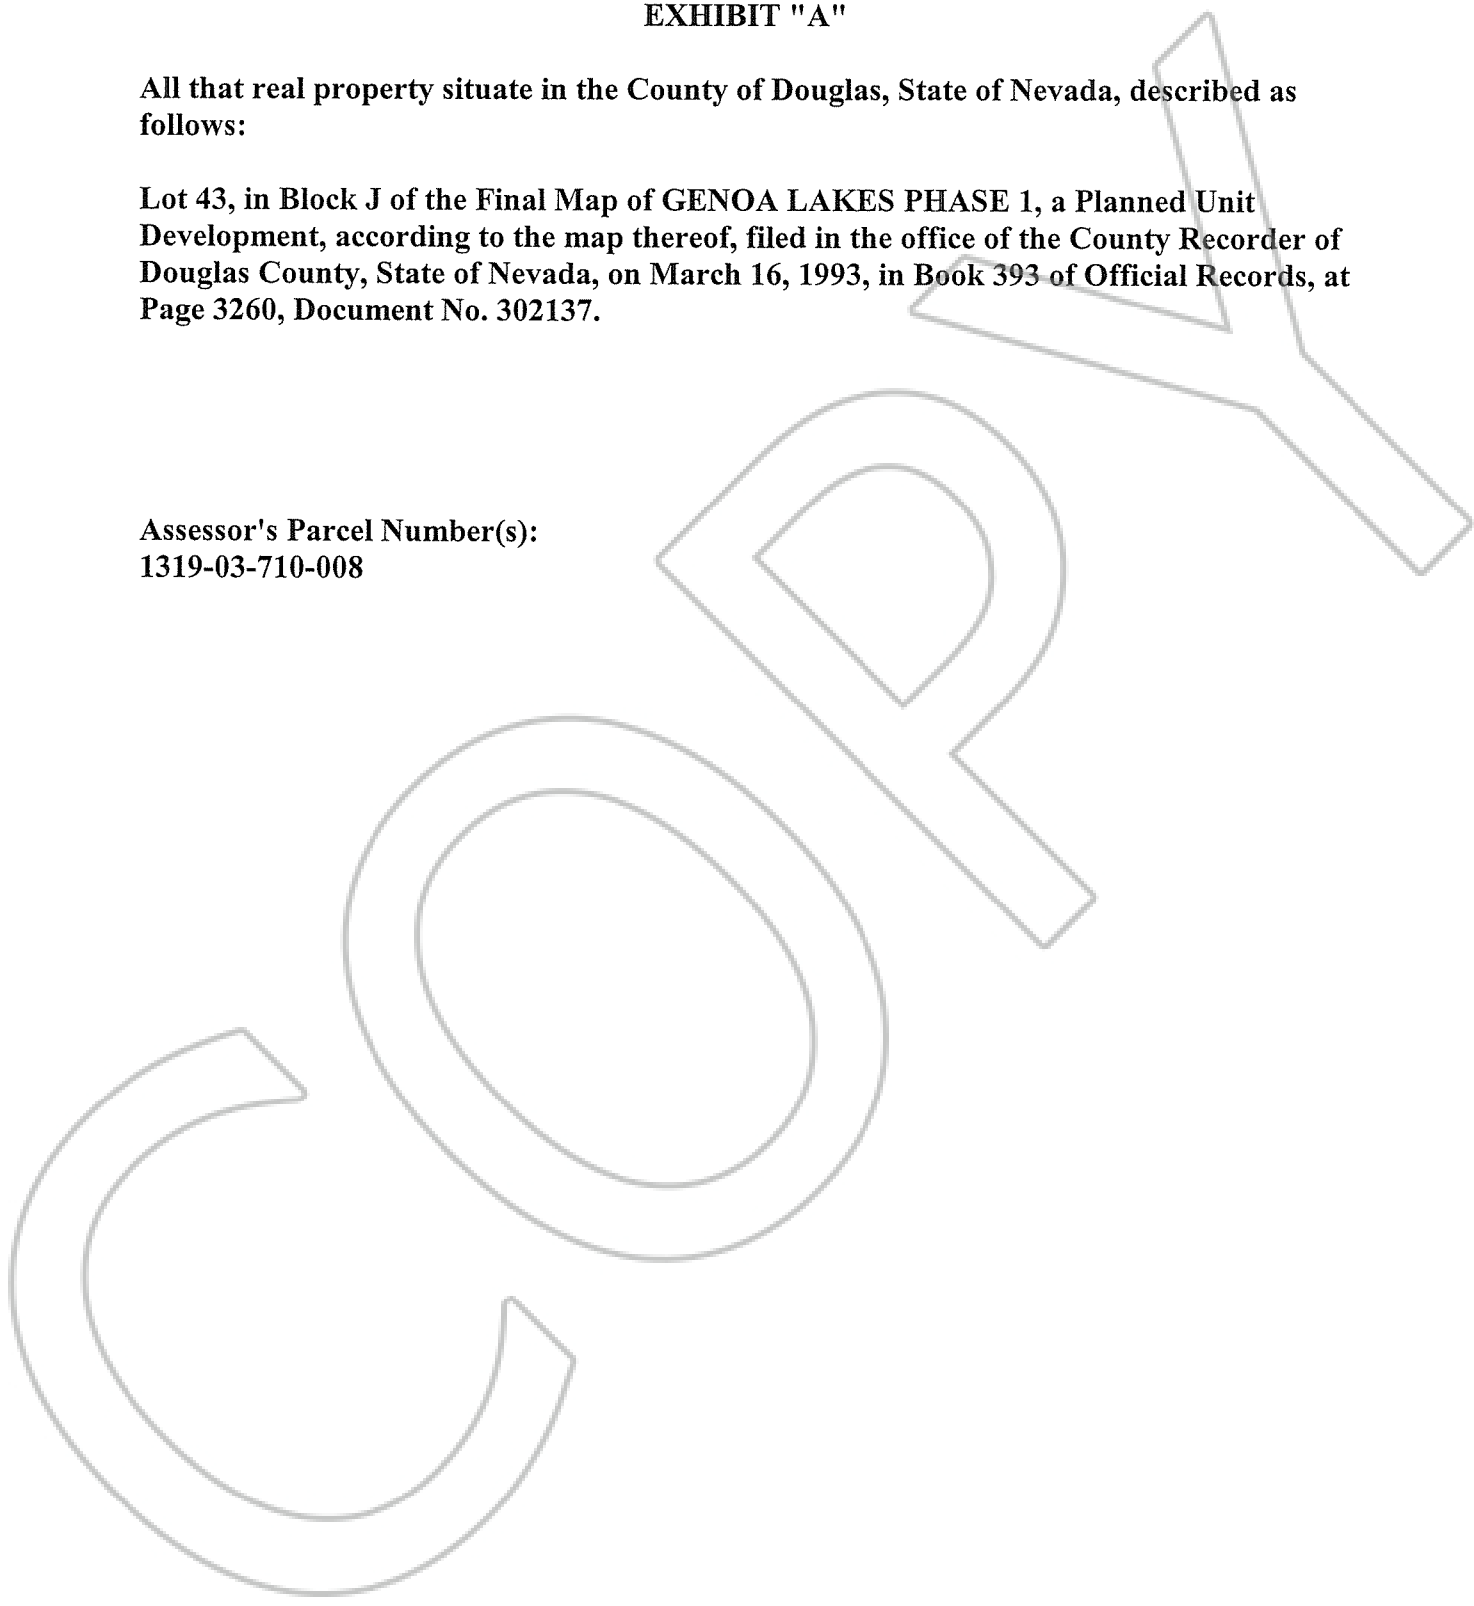 EXHIBIT "A"
All that real property situate in the County of Douglas, State of Nevada, described as
follows:
Lot 43, in Block J of the Final Map of GENOA LAKES PHASE 1, a Planned Unit
Development, according to the map thereof, filed in the office of the County Recorder of
Douglas County, State of Nevada, on March 16, 1993, in Book 393 of Official Records, at
Page 3260, Document No. 302137.
Assessor's Parcel Number(s):
1319-03-710-008
COPY